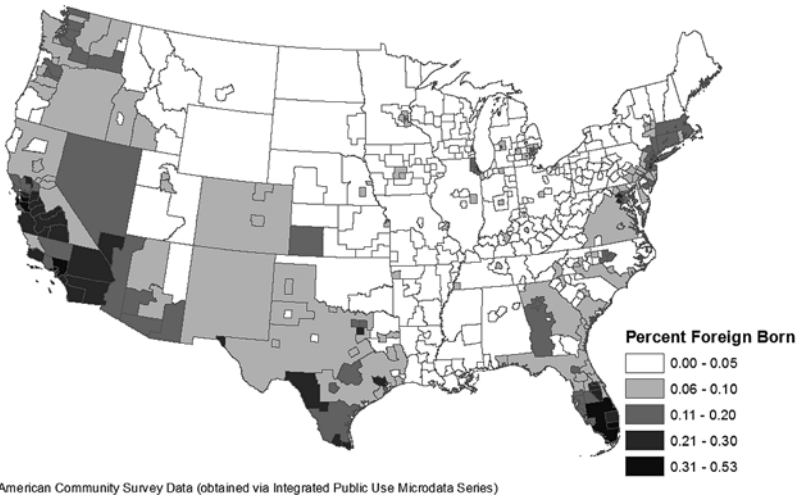 Percent Foreign Born
0.00 - 0.05
0.06 - 0.10
0.11 - 0.20
0.21 - 0.30
0.31 - 0.53
American Community Survey Data (obtained via Integrated Public Use Microdata Series)